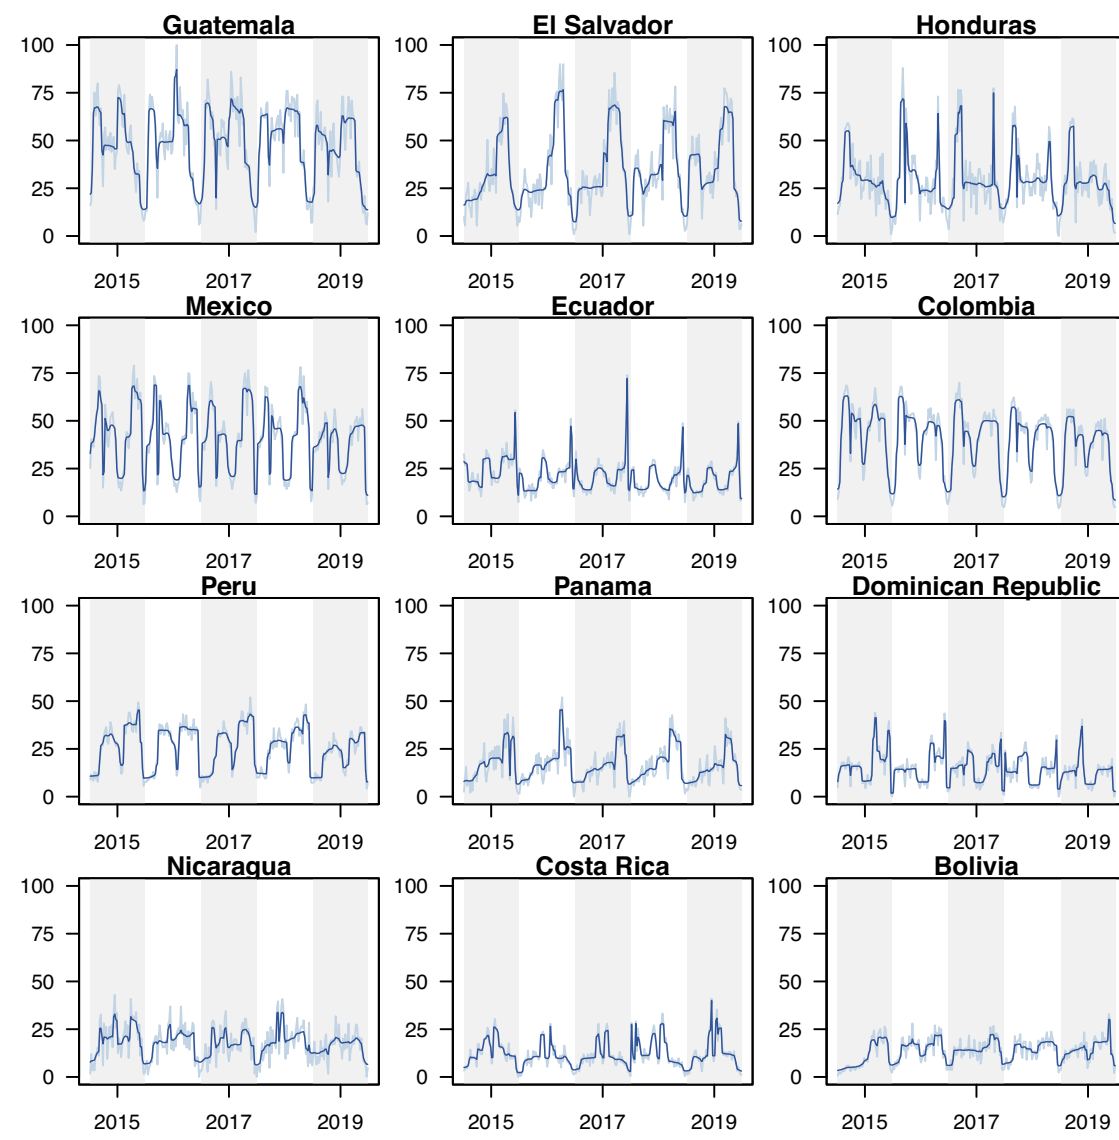 Guatemala El Salvador Honduras
100 100 100
75 75 75
50 50 50
25 25 25
0 0 0
2015 2017 2019 2015 2017 2019 2015 2017 2019
Mexico Ecuador Colombia
100 100 100
75 75 75
50 50 50
25 25 25
0 0 0
2015 2017 2019 2015 2017 2019 2015 2017 2019
Peru Panama Dominican Republic
100 100 100
75 75 75
50 50 50
25 25 25
0 0 0
2015 2017 2019 2015 2017 2019 2015 2017 2019
Nicaragua Costa Rica Bolivia
100 100 100
75 75 75
50 50 50
25 25 25
0 0 0
2015 2017 2019 2015 2017 2019 2015 2017 2019